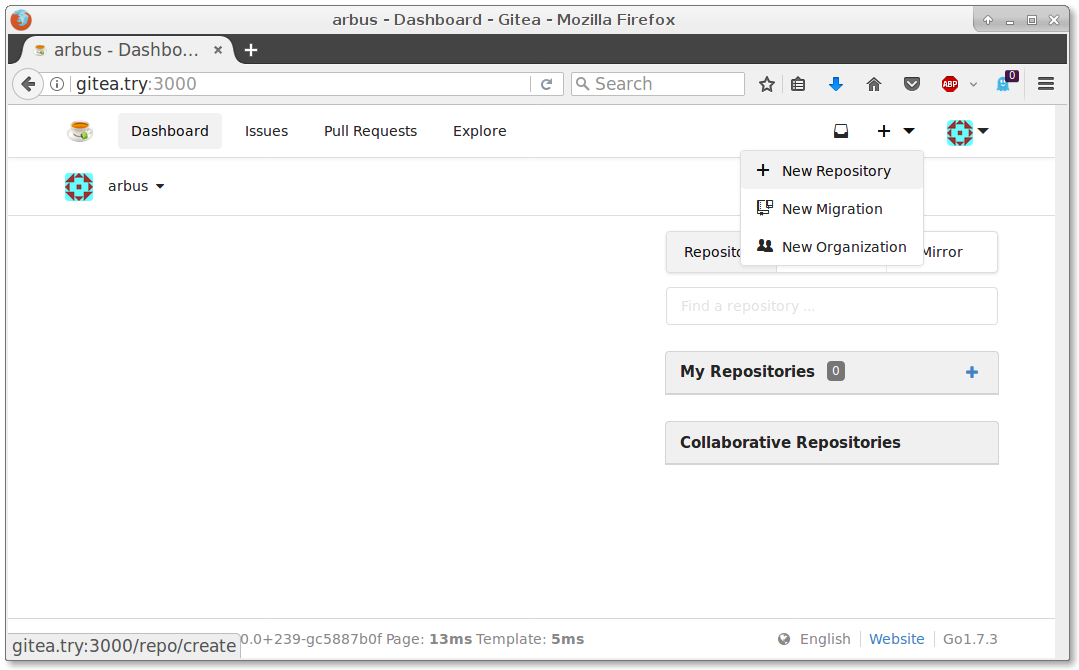 arbus - Dashboard - Gitea - Mozilla Firefox
arbus - Dashbo...
gitea.try:3000
Search
ABP
0
Dashboard Issues Pull Requests Explore
arbus
New Repository
New Migration
New Organization
Mirror
Find a repository ...
My Repositories 0
Collaborative Repositories
gitea.try:3000/repo/create
0.0+239-gc5887b0f Page: 13ms Template: 5ms
English Website Go1.7.3